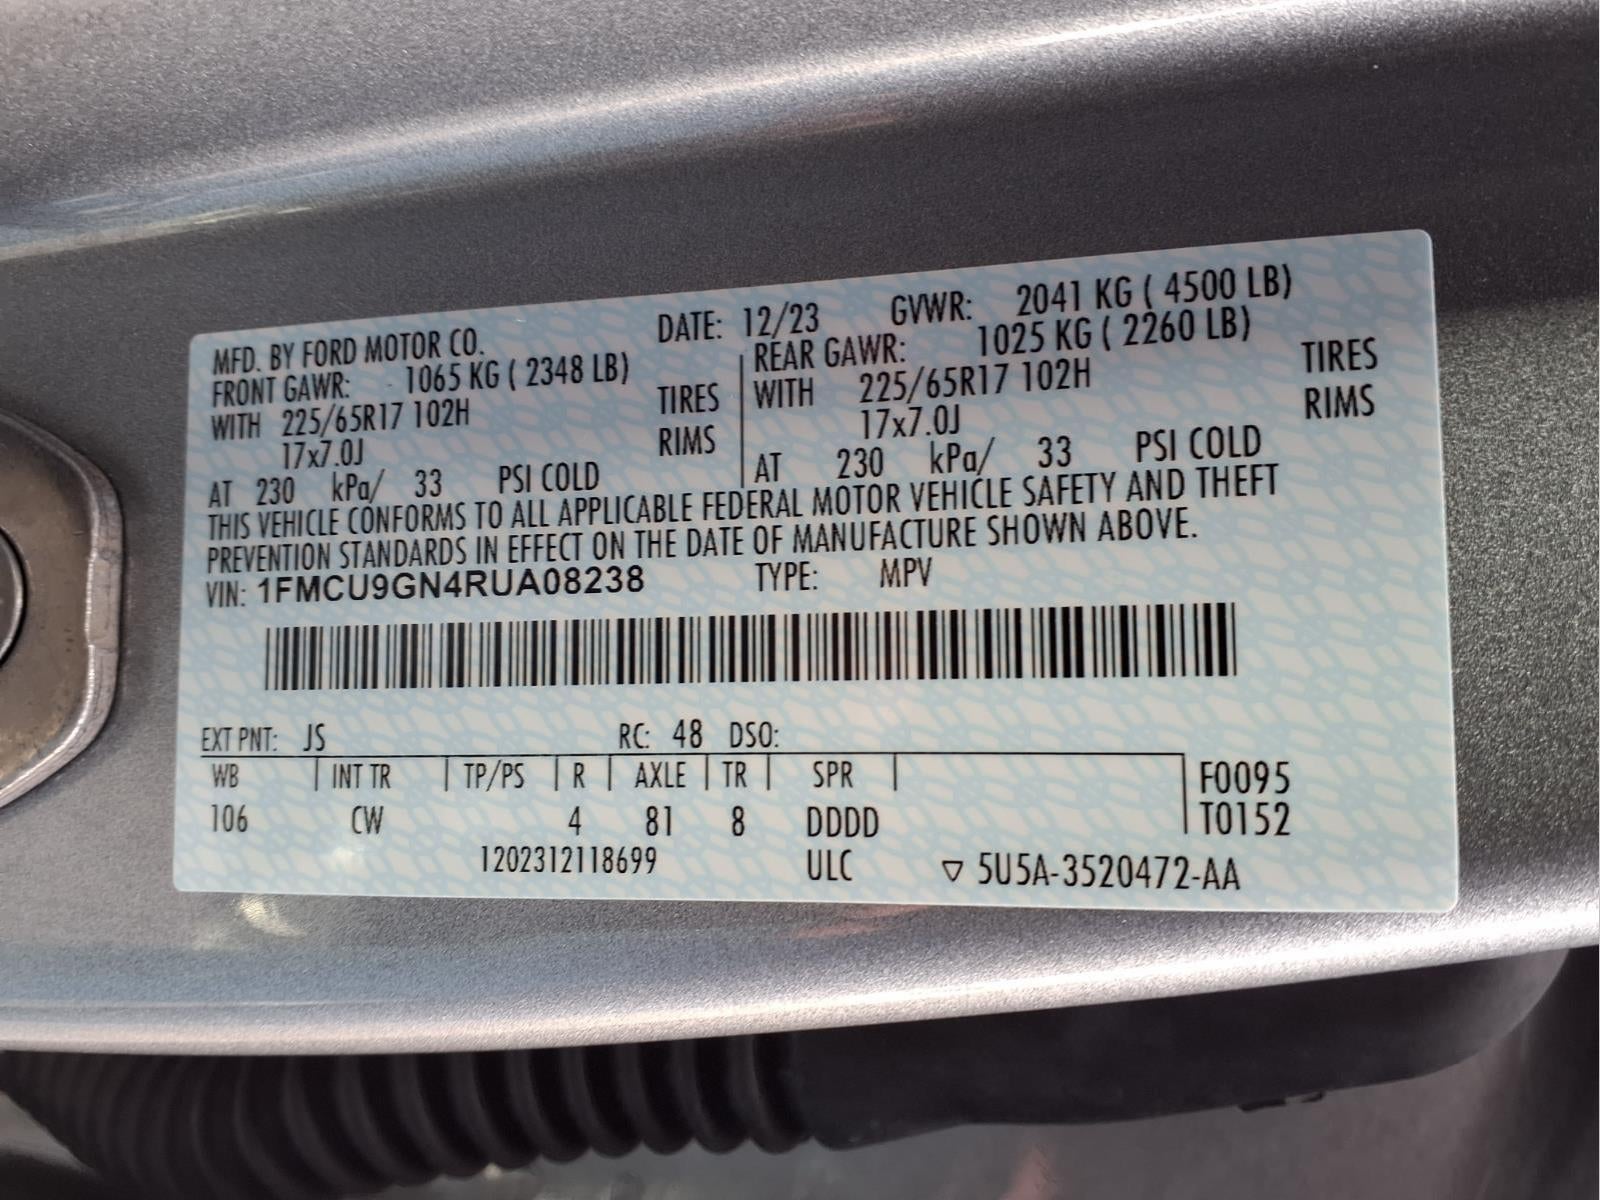 MFD. BY FORD MOTOR CO. DATE: 12/23 GVWR: 2041 KG ( 4500 LB)
FRONT GAWR: 1065 KG ( 2348 LB) REAR GAWR: 1025 KG ( 2260 LB)
WITH 225/65R17 102H TIRES WITH 225/65R17 102H TIRES
17x7.0J RIMS 17x7.0J RIMS
AT 230 kPa/ 33 PSI COLD AT 230 kPa/ 33 PSI COLD
THIS VEHICLE CONFORMS TO ALL APPLICABLE FEDERAL MOTOR VEHICLE SAFETY AND THEFT
PREVENTION STANDARDS IN EFFECT ON THE DATE OF MANUFACTURE SHOWN ABOVE.
VIN: 1FMCU9GN4RUA08238 TYPE: MPV
EXT PNT: JS RC: 48 DSO:
WB INT TR TP/PS R AXLE TR SPR F0095
106 CW 4 81 8 DDDD T0152
1202312118699 ULC ▽ 5U5A-3520472-AA